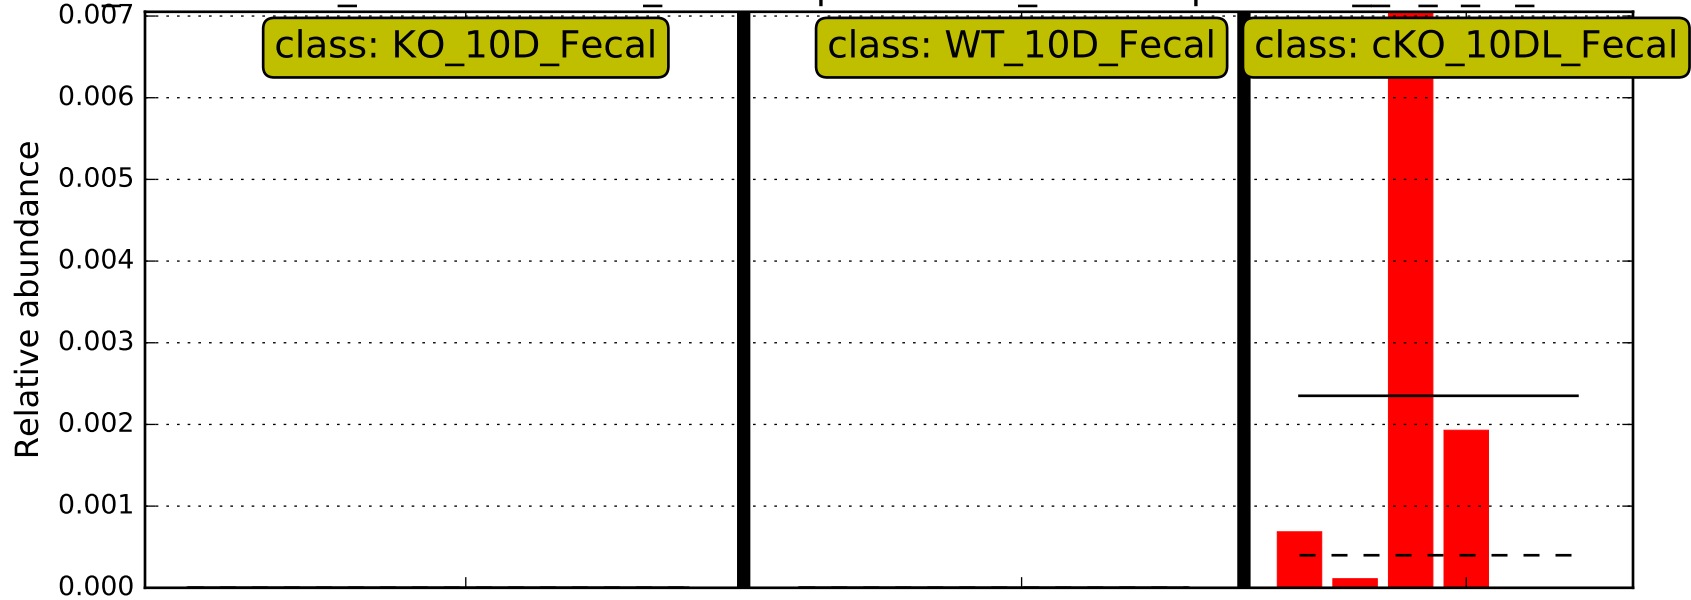 0.007
class: KO_10D_Fecal
class: WT_10D_Fecal
class: cKO_10DL_Fecal
0.006
0.005
0.004
0.003
0.002
0.001
0.000
Relative abundance